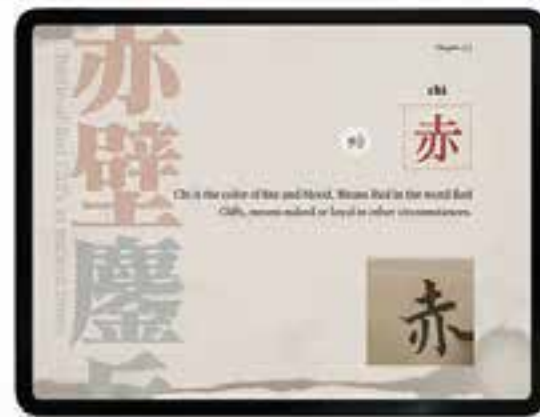 赤壁鏖兵
chi
赤
Chi is the color of fire and blood. Means Red in the word Red
Cliffs, means naked or loyal in other circumstances.
赤